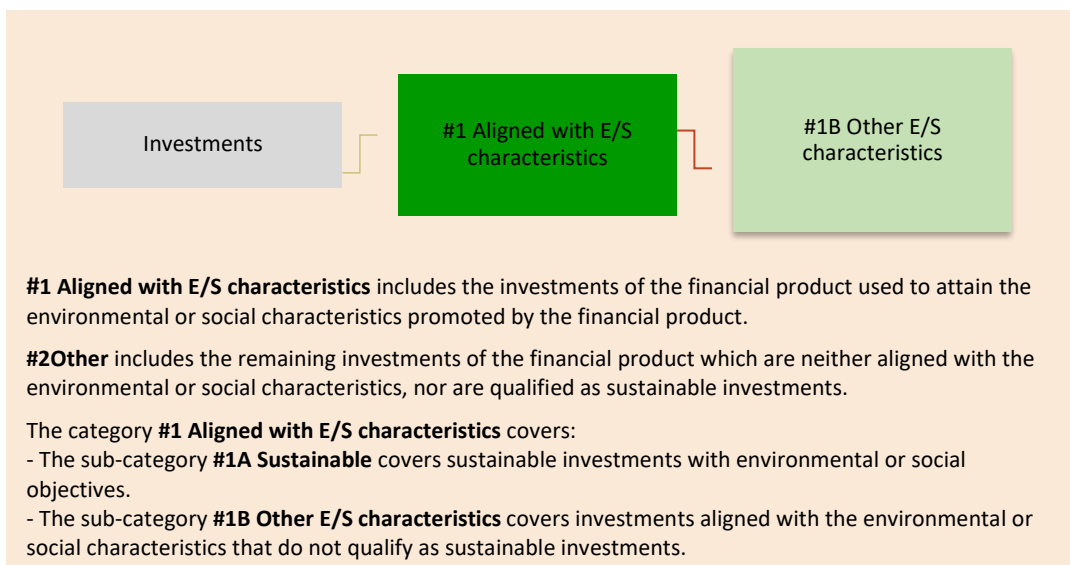 Investments
#1 Aligned with E/S
characteristics
#1B Other E/S
characteristics
#1 Aligned with E/S characteristics includes the investments of the financial product used to attain the
environmental or social characteristics promoted by the financial product.
#2Other includes the remaining investments of the financial product which are neither aligned with the
environmental or social characteristics, nor are qualified as sustainable investments.
The category #1 Aligned with E/S characteristics covers:
- The sub-category #1A Sustainable covers sustainable investments with environmental or social
objectives.
- The sub-category #1B Other E/S characteristics covers investments aligned with the environmental or
social characteristics that do not qualify as sustainable investments.